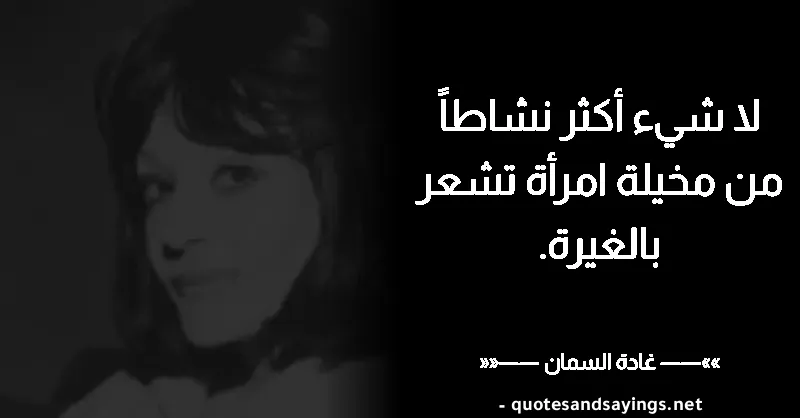 لا شيء أكثر نشاطاً
من مخيلة امرأة تشعر
بالغيرة.
»»—— غادة السمان ——««
- quotesandsayings.net